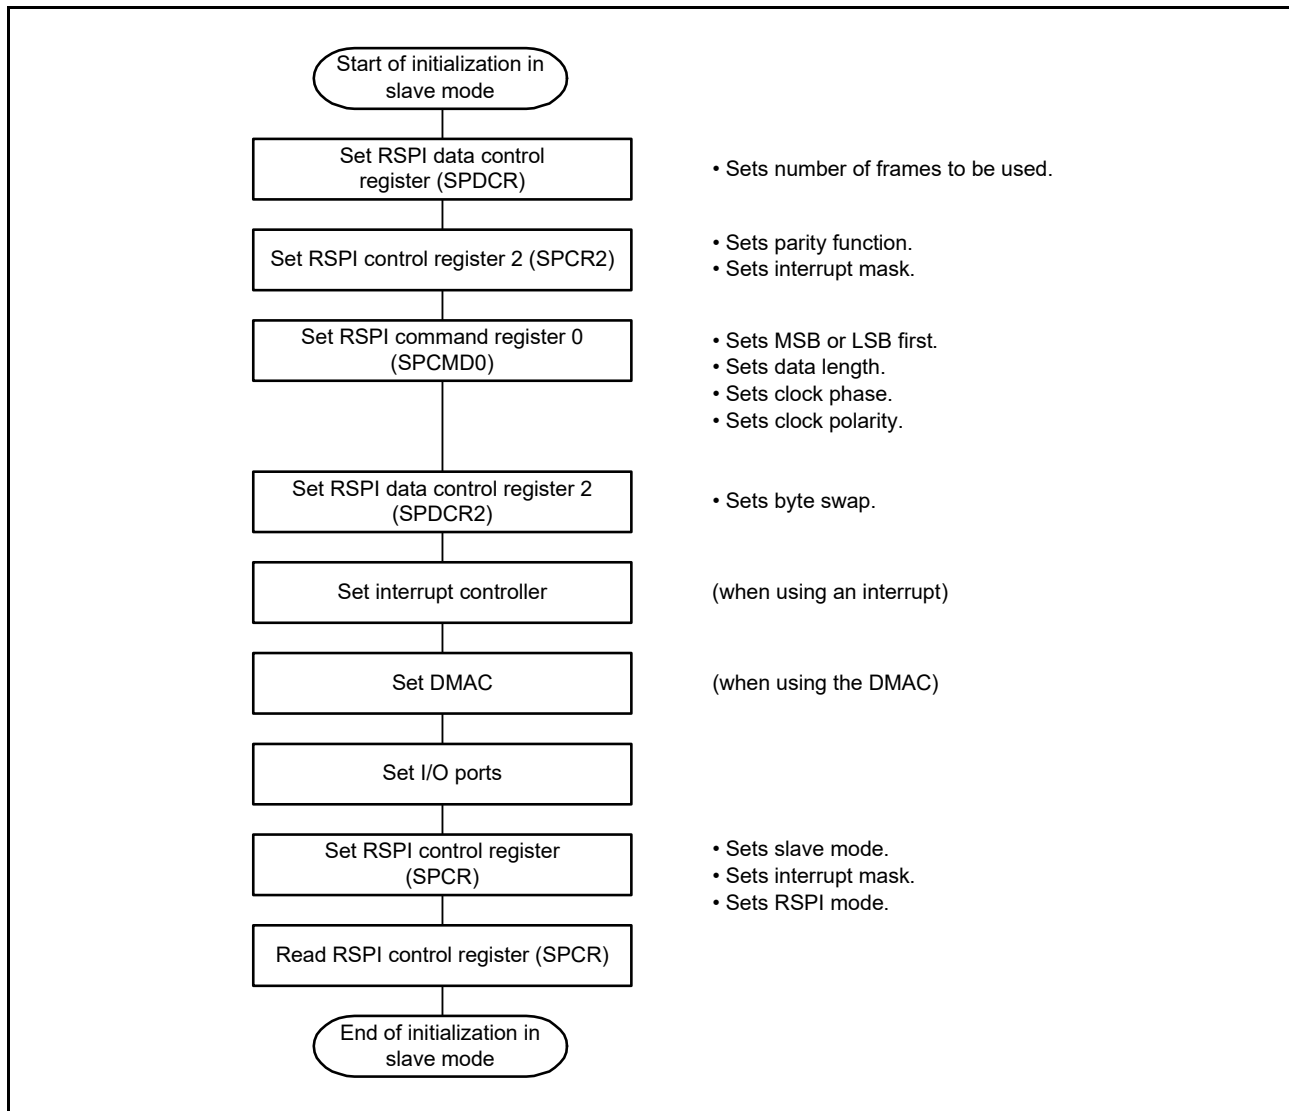 Start of initialization in
slave mode
Set RSPI data control
register (SPDCR)
• Sets number of frames to be used.
Set RSPI control register 2 (SPCR2)
• Sets parity function.
• Sets interrupt mask.
Set RSPI command register 0
(SPCMD0)
• Sets MSB or LSB first.
• Sets data length.
• Sets clock phase.
• Sets clock polarity.
Set RSPI data control register 2
(SPDCR2)
• Sets byte swap.
Set interrupt controller
(when using an interrupt)
Set DMAC
(when using the DMAC)
Set I/O ports
Set RSPI control register
(SPCR)
• Sets slave mode.
• Sets interrupt mask.
• Sets RSPI mode.
Read RSPI control register (SPCR)
End of initialization in
slave mode